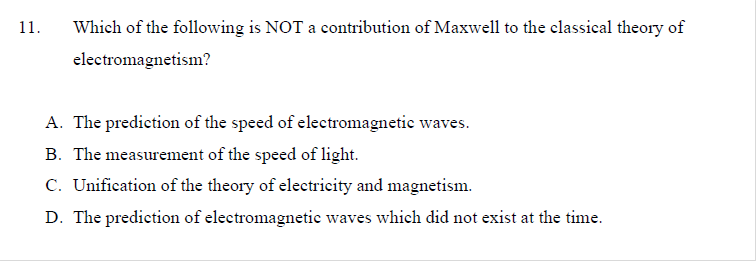 11. Which of the following is NOT a contribution of Maxwell to the classical theory of
electromagnetism?
A. The prediction of the speed of electromagnetic waves.
B. The measurement of the speed of light.
C. Unification of the theory of electricity and magnetism.
D. The prediction of electromagnetic waves which did not exist at the time.